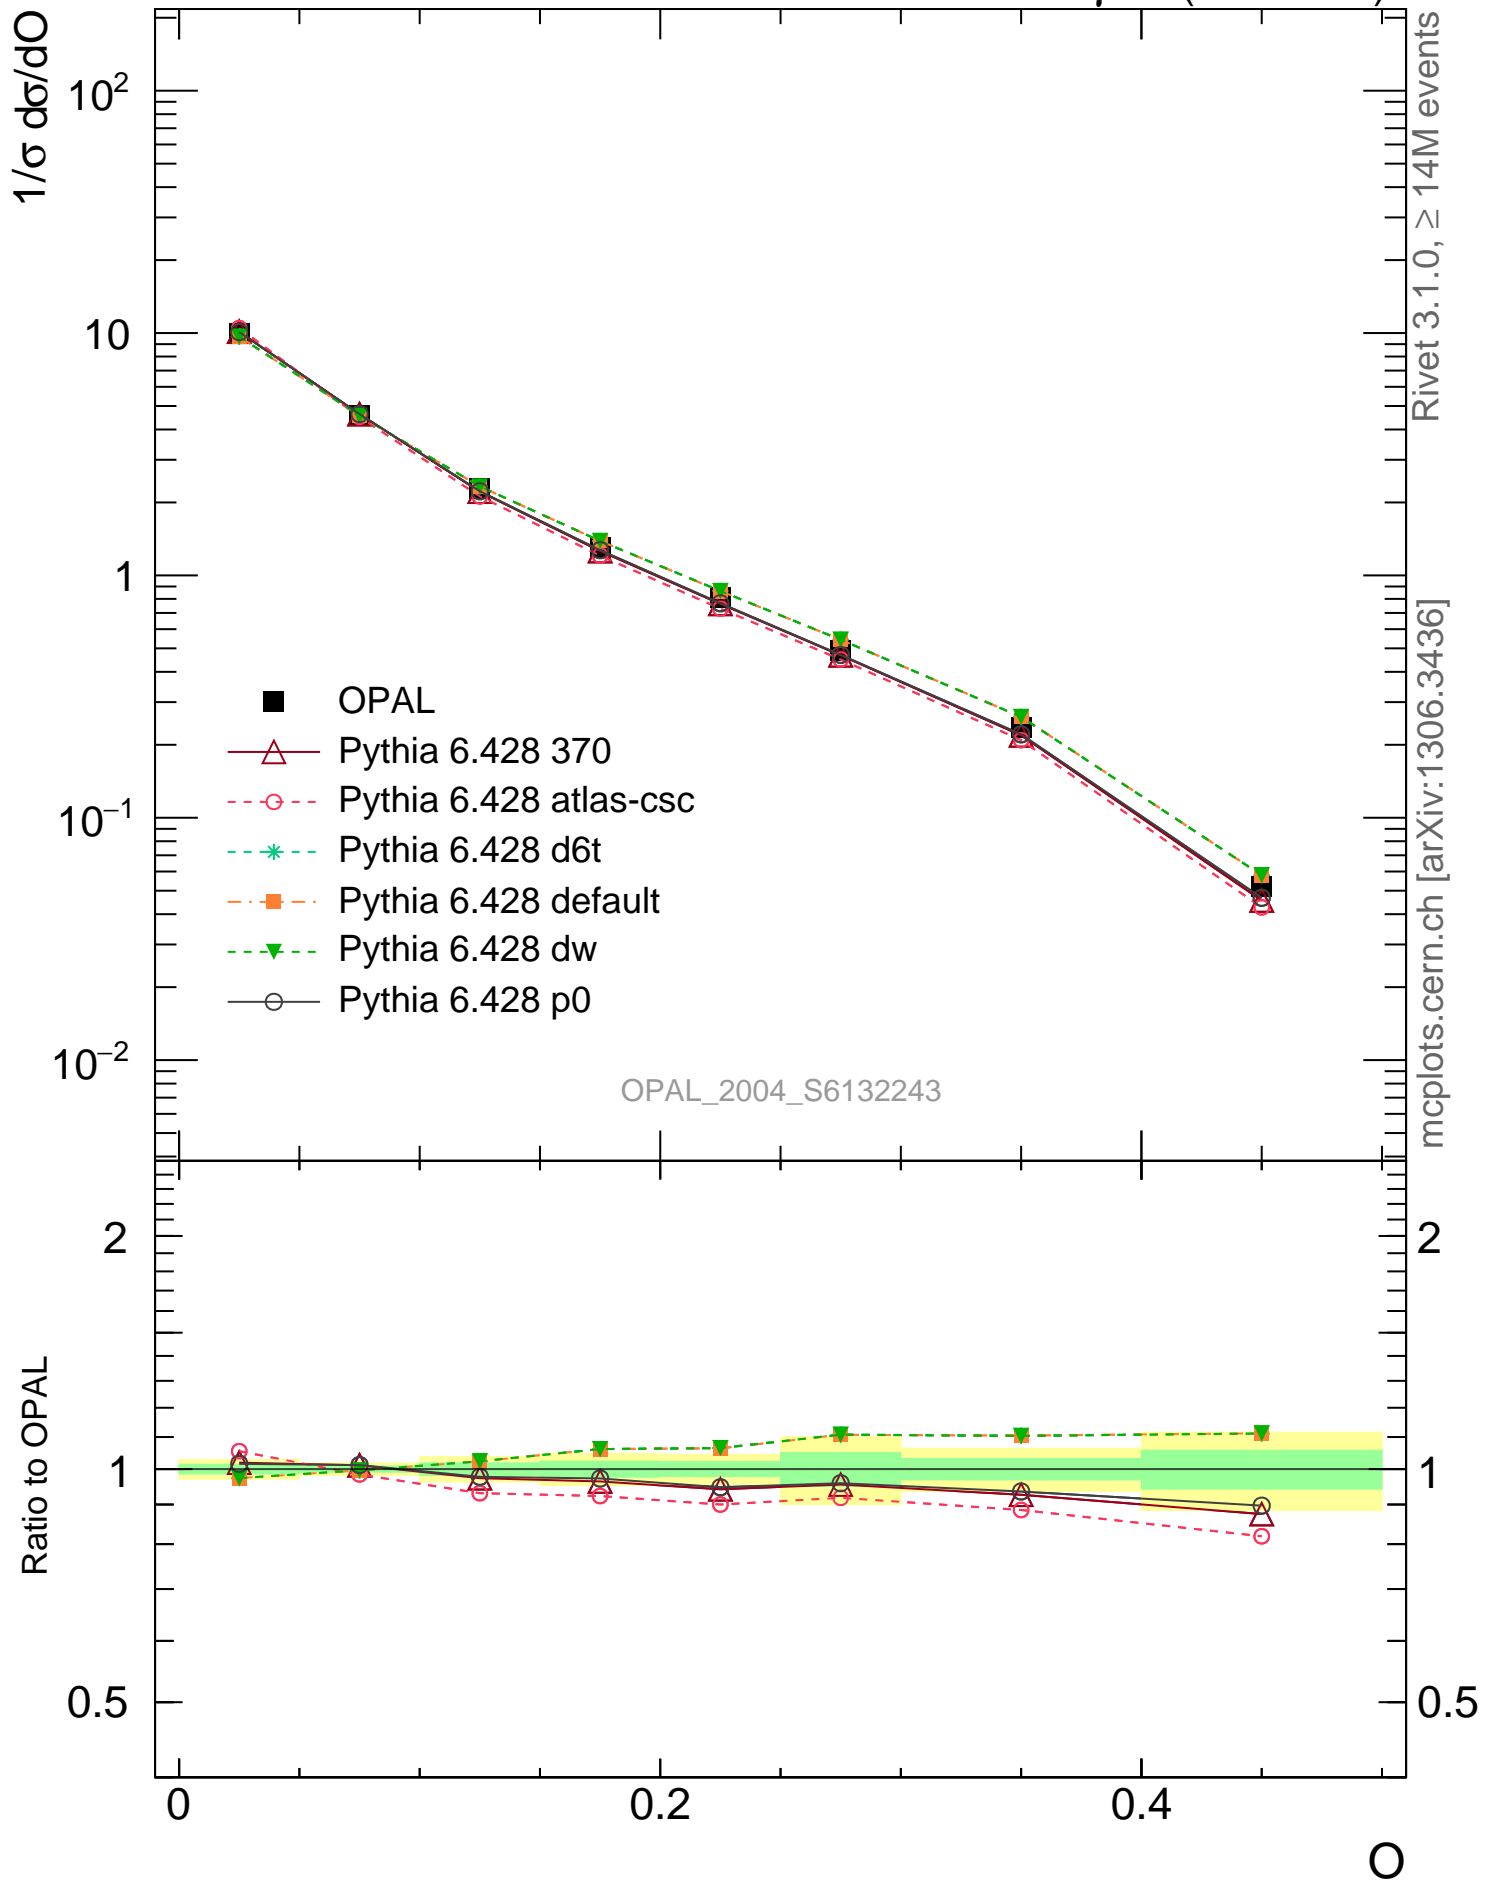 1/σ dσ/dO
10²
10
1
10⁻¹
10⁻²
OPAL
Pythia 6.428 370
Pythia 6.428 atlas-csc
Pythia 6.428 d6t
Pythia 6.428 default
Pythia 6.428 dw
Pythia 6.428 p0
OPAL_2004_S6132243
Rivet 3.1.0, ≥ 14M events
mcplots.cern.ch [arXiv:1306.3436]
Ratio to OPAL
2
1
0.5
2
1
0.5
0
0.2
0.4
O